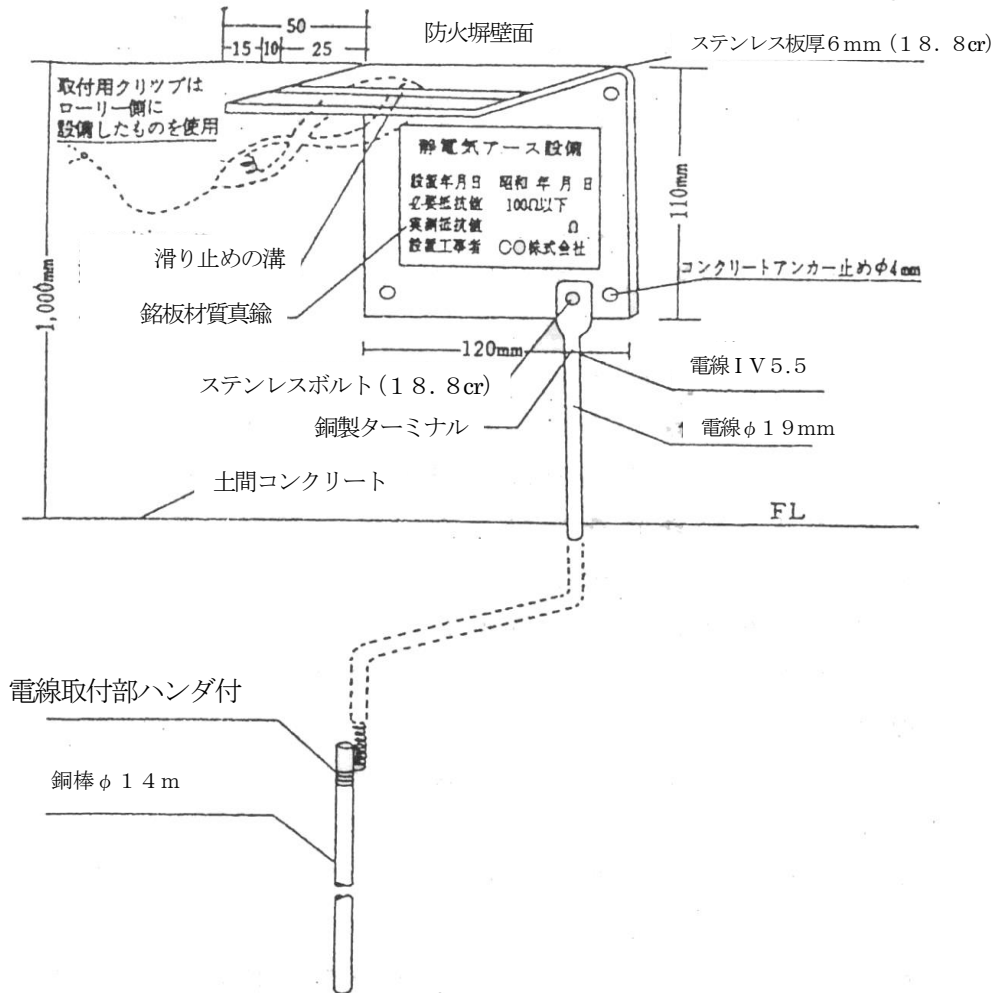 50
15 10 25
防火塀壁面
ステンレス板厚6mm (18. 8cr)
取付用クリツプは
ローリー側に
設備したものを使用
静電気アース設備
設置年月日 昭和 年 月 日
必要抵抗値 100Ω以下
実測抵抗値 Ω
設置工事者 〇〇株式会社
110mm
1,000mm
滑り止めの溝
コンクリートアンカー止めφ4mm
銘板材質真鍮
120mm
電線IV5.5
ステンレスボルト(18. 8cr)
銅製ターミナル
電線φ19mm
土間コンクリート
FL
電線取付部ハンダ付
銅棒φ14m